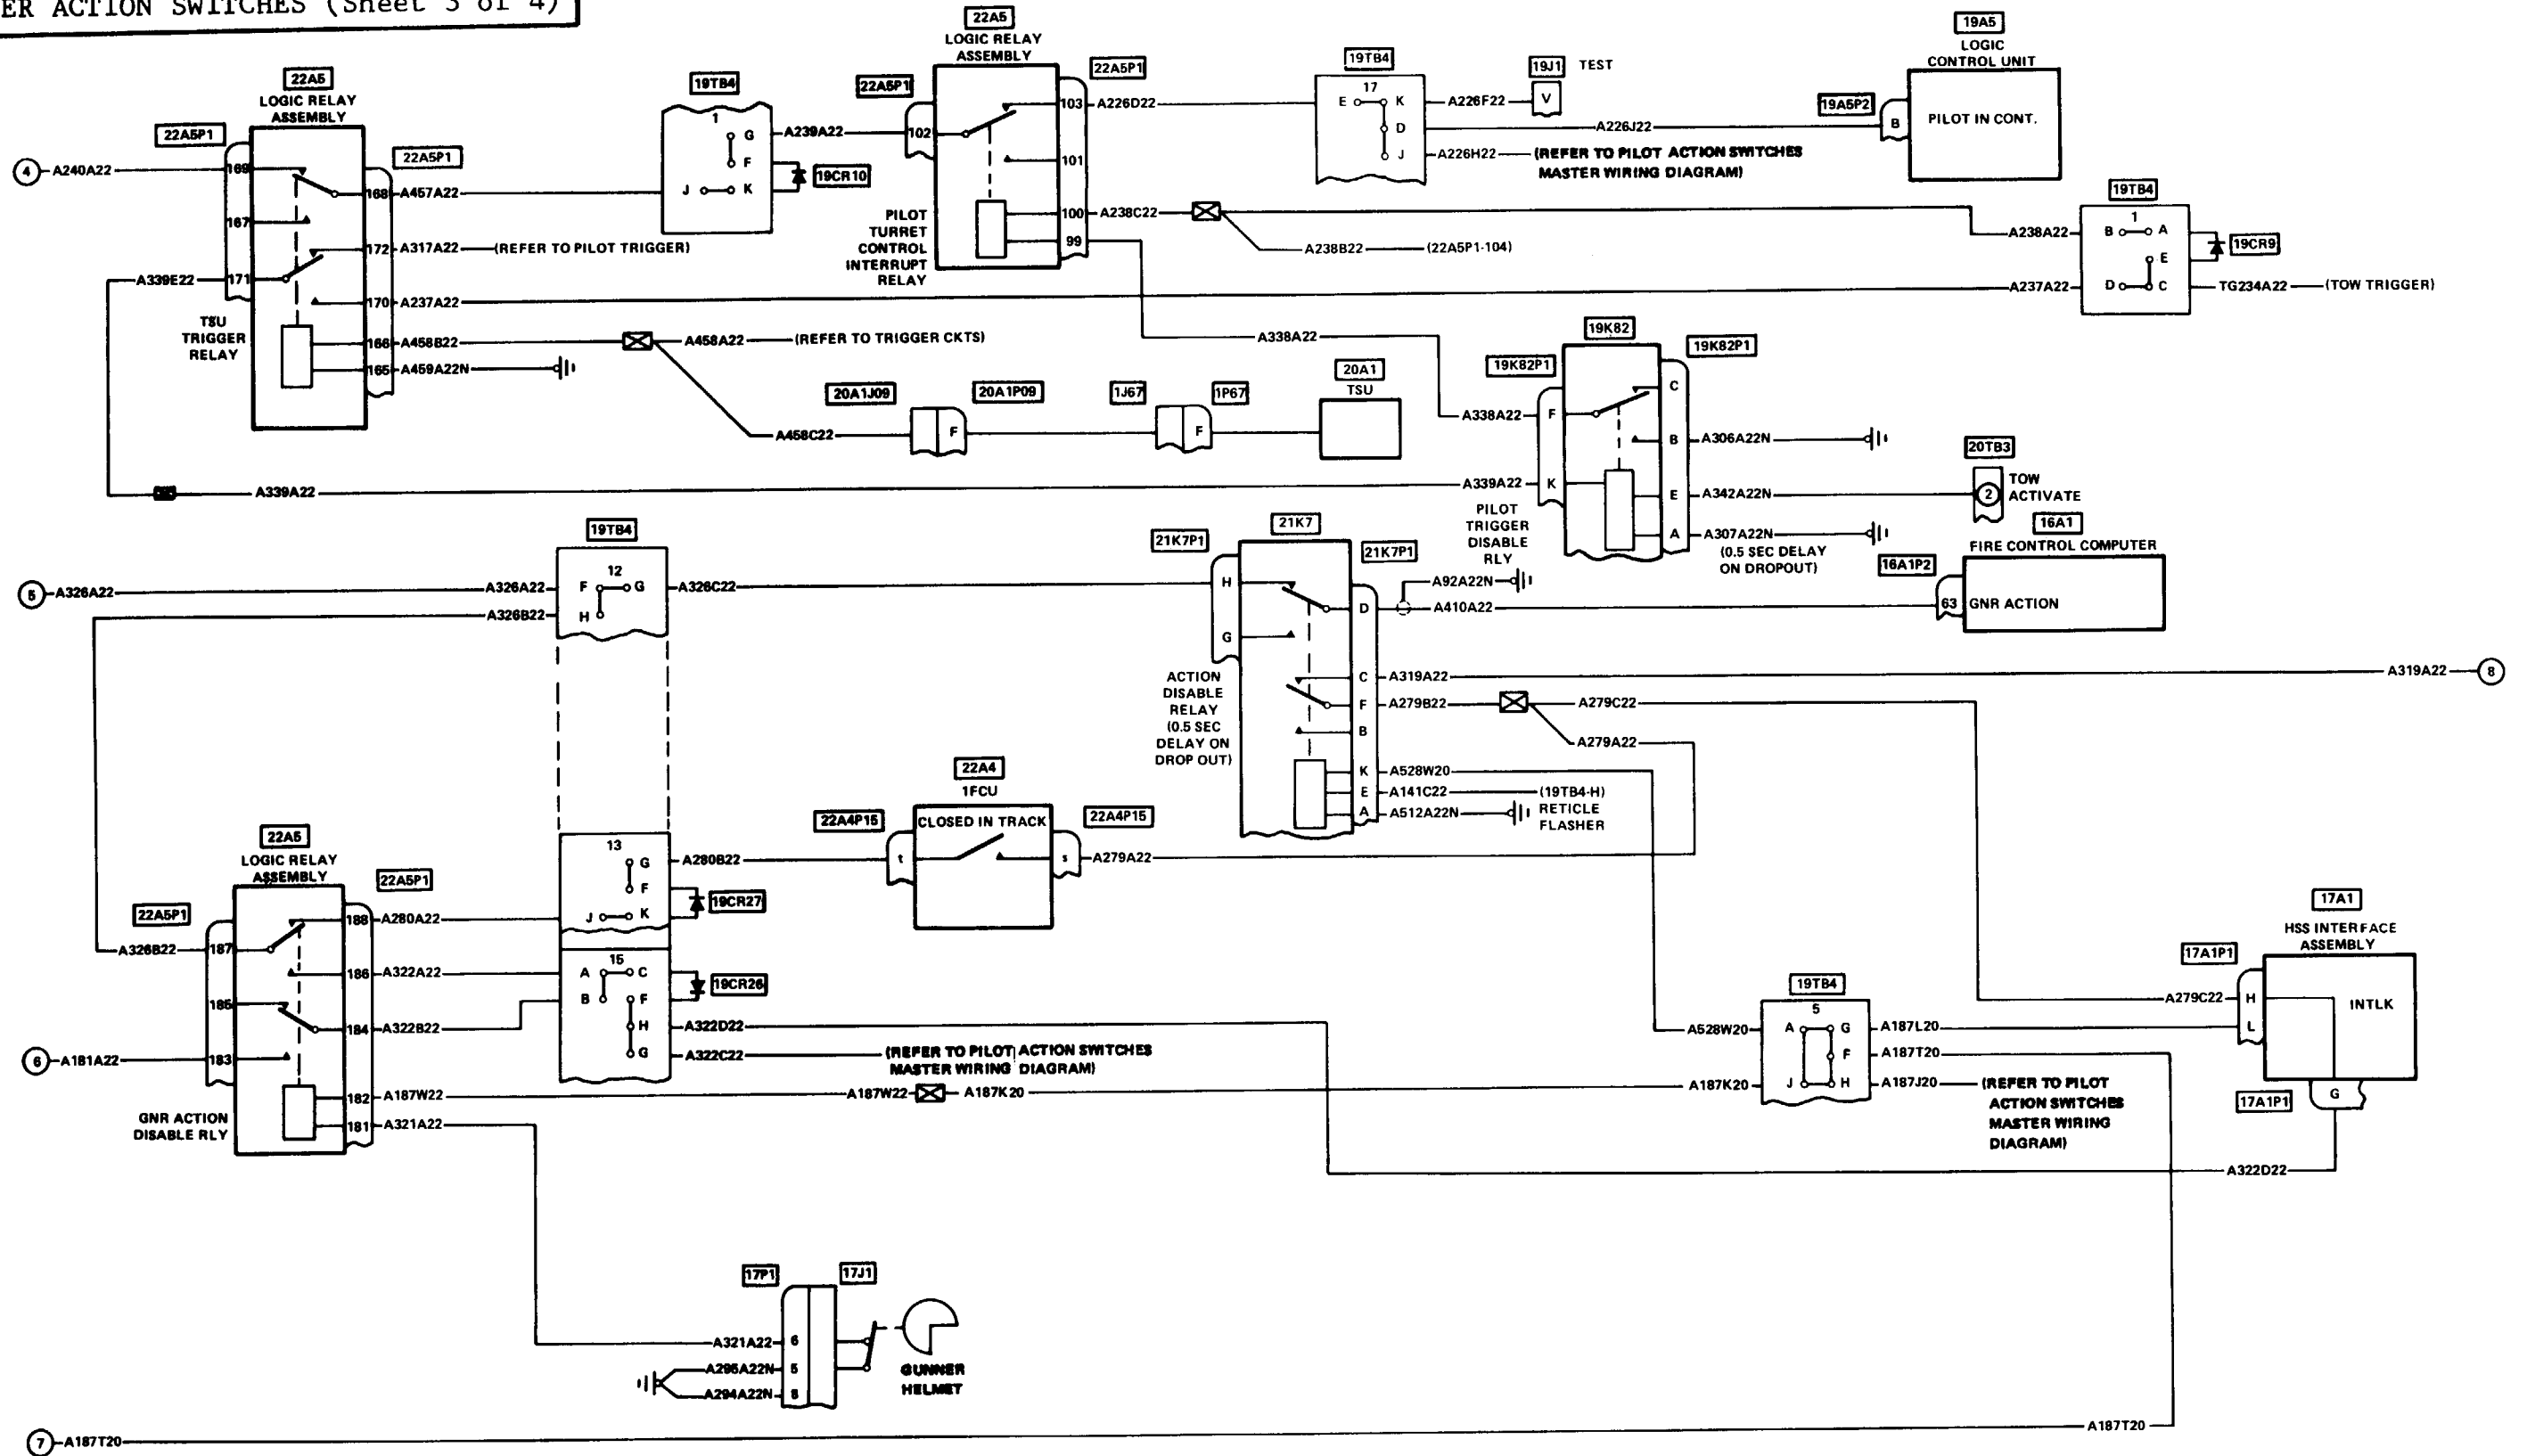 ER ACTION SWITCHES (Sheet 3 of 4)
22A5
LOGIC RELAY
ASSEMBLY
22A5P1
22A5P1
4
A240A22
169
168
A457A22
167
172
A317A22
(REFER TO PILOT TRIGGER)
A339E22
171
170
A237A22
TSU
TRIGGER
RELAY
166
A458B22
A458A22
(REFER TO TRIGGER CKTS)
165
A459A22N
19TB4
1
G
F
J
K
A239A22
19CR10
22A5
LOGIC RELAY
ASSEMBLY
22A5P1
22A5P1
102
103
A226D22
101
100
A238C22
99
PILOT
TURRET
CONTROL
INTERRUPT
RELAY
A238B22
(22A5P1-104)
19TB4
17
E
K
D
J
A226F22
19J1
TEST
V
A226J22
A226H22
(REFER TO PILOT ACTION SWITCHES
MASTER WIRING DIAGRAM)
19A5
LOGIC
CONTROL UNIT
19A5P2
B
PILOT IN CONT.
19TB4
1
A238A22
B
A
E
A237A22
D
C
19CR9
TG234A22
(TOW TRIGGER)
A338A22
20A1J09
20A1P09
A458C22
F
1J67
1P67
F
20A1
TSU
19K82
19K82P1
19K82P1
C
A338A22
F
B
A306A22N
A339A22
A339A22
K
E
A342A22N
20TB3
2
TOW
ACTIVATE
A
A307A22N
(0.5 SEC DELAY
ON DROPOUT)
PILOT
TRIGGER
DISABLE
RLY
5
A326A22
A326A22
A326B22
19TB4
12
F
G
H
A326C22
21K7
21K7P1
21K7P1
H
G
D
A92A22N
A410A22
16A1
FIRE CONTROL COMPUTER
16A1P2
63
GNR ACTION
C
A319A22
A319A22
8
F
A279B22
A279C22
B
A279A22
K
A528W20
E
A141C22
(19TB4-H)
A
A512A22N
RETICLE
FLASHER
ACTION
DISABLE
RELAY
(0.5 SEC
DELAY ON
DROP OUT)
22A4
1FCU
22A4P15
22A4P15
CLOSED IN TRACK
t
s
A279A22
13
G
F
J
K
A280B22
19CR27
22A5
LOGIC RELAY
ASSEMBLY
22A5P1
22A5P1
188
A280A22
A326B22
187
186
A322A22
185
184
A322B22
6
A181A22
183
182
A187W22
181
A321A22
GNR ACTION
DISABLE RLY
15
A
C
B
F
H
G
19CR26
A322D22
A322C22
(REFER TO PILOT ACTION SWITCHES
MASTER WIRING DIAGRAM)
A187W22
A187K20
A187K20
19TB4
5
A528W20
A
G
F
J
H
A187L20
A187T20
A187J20
(REFER TO PILOT
ACTION SWITCHES
MASTER WIRING
DIAGRAM)
17A1
HSS INTERFACE
ASSEMBLY
17A1P1
A279C22
H
L
INTLK
17A1P1
G
A322D22
17P1
17J1
A321A22
6
A295A22N
5
A294A22N
8
GUNNER
HELMET
7
A187T20
A187T20